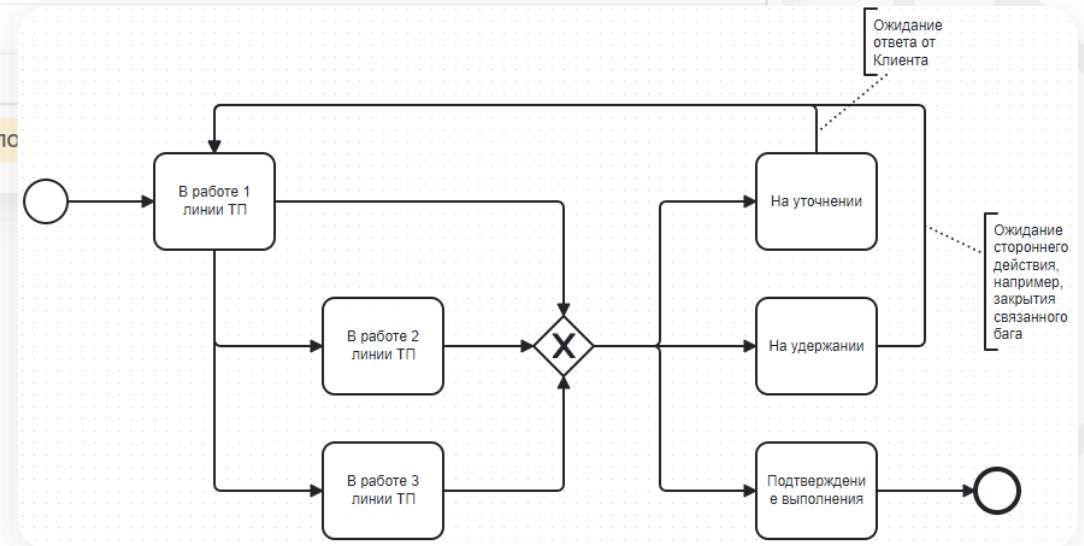 Ожидание
ответа от
Клиента
ло
В работе 1
линии ТП
На уточнении
Ожидание
стороннего
действия,
например,
закрытия
связанного
бага
В работе 2
линии ТП
X
На удержании
В работе 3
линии ТП
Подтверждени
е выполнения